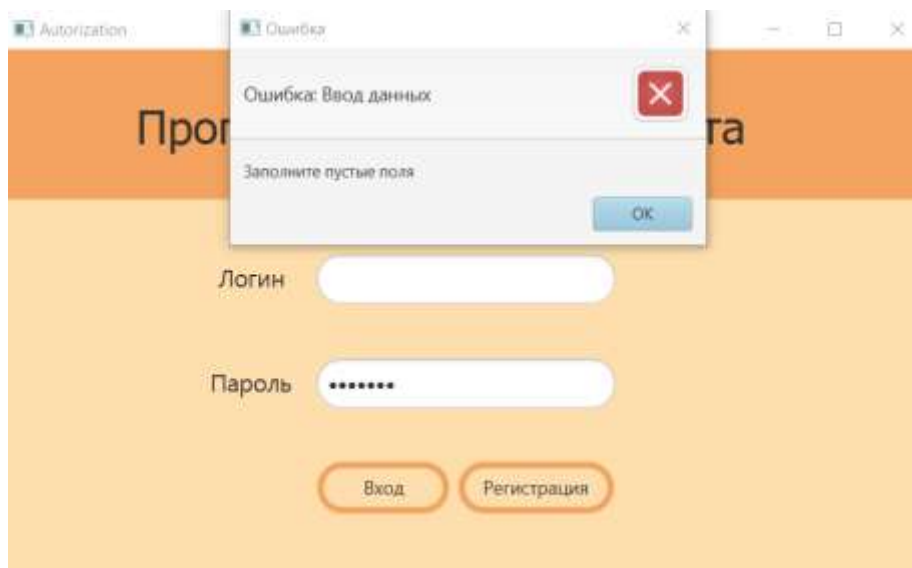 Autorization
Ошибка
Ошибка: Ввод данных
Заполните пустые поля
OK
Логин
Пароль
Вход
Регистрация